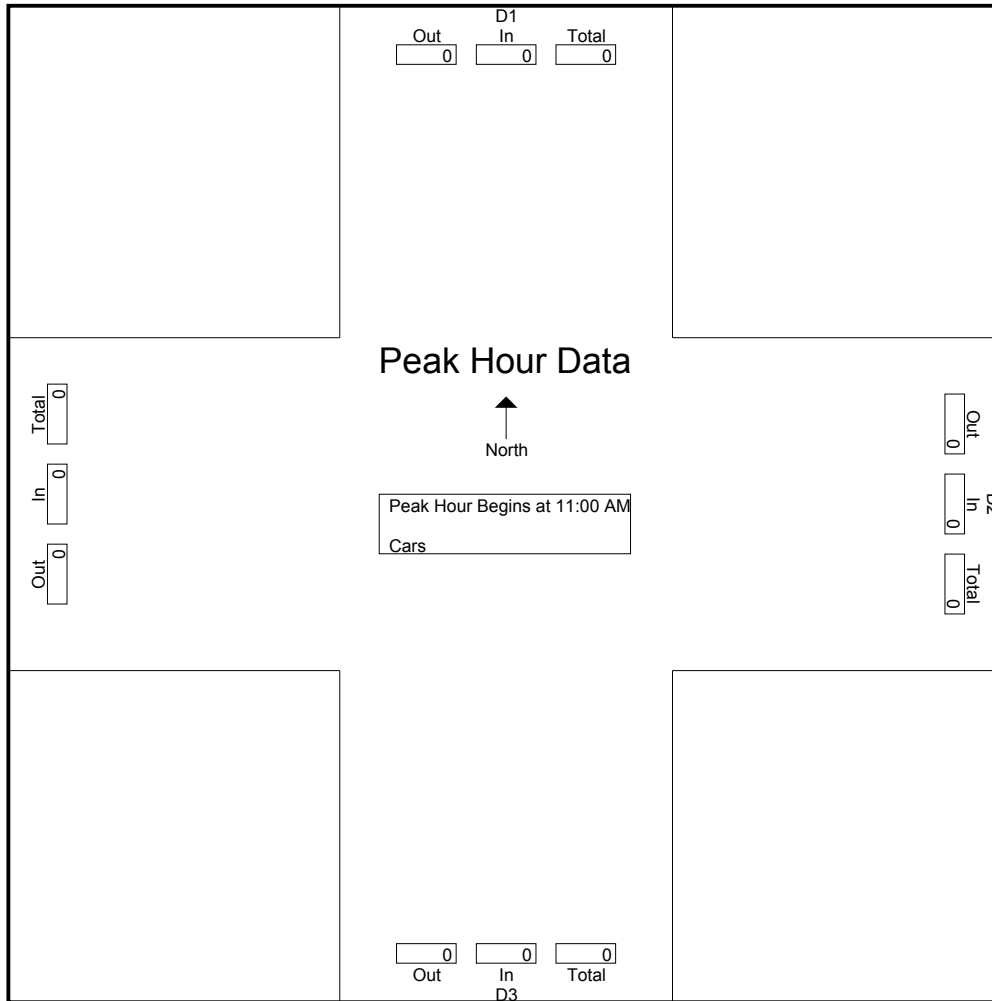 D1
Out In Total
0 0 0
Peak Hour Data
North
Peak Hour Begins at 11:00 AM
Cars
Total
0
In
0
Out
0
Out
0
In
0
Total
0
D2
0 0 0
Out In Total
D3